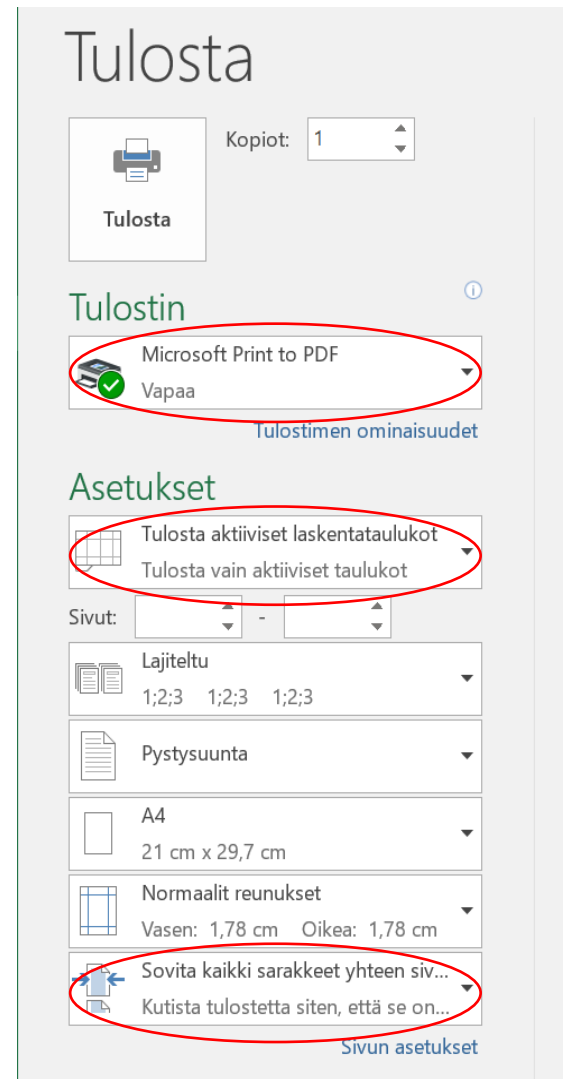 Tulosta
Kopiot: 1
Tulosta
Tulostin
Microsoft Print to PDF
Vapaa
Tulostimen ominaisuudet
Asetukset
Tulosta aktiiviset laskentataulukot
Tulosta vain aktiiviset taulukot
Sivut: -
Lajiteltu
1;2;3 1;2;3 1;2;3
Pystysuunta
A4
21 cm x 29,7 cm
Normaalit reunukset
Vasen: 1,78 cm Oikea: 1,78 cm
Sovita kaikki sarakkeet yhteen siv...
Kutista tulostetta siten, että se on...
Sivun asetukset